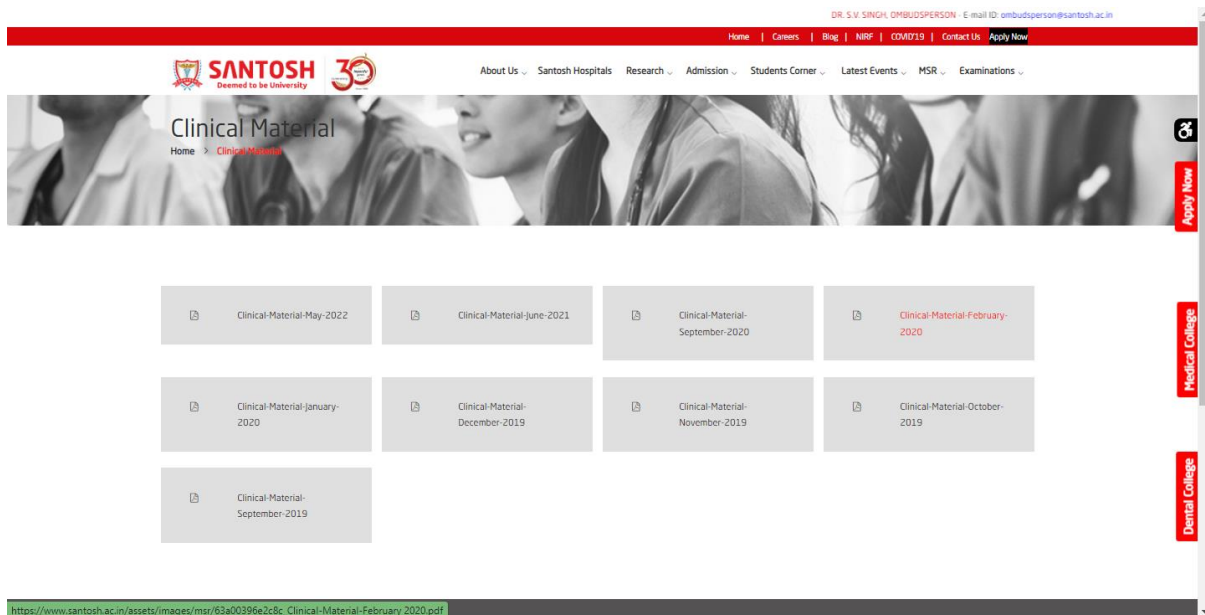 DR. S.V. SINGH, OMBUDSPERSON - E-mail ID: ombudsperson@santosh.ac.in
Home | Careers | Blog | NIRF | COVID'19 | Contact Us Apply Now
SANTOSH
Deemed to be University
30
About Us Santosh Hospitals Research Admission Students Corner Latest Events MSR Examinations
Clinical Material
Home > Clinical-Material
Apply Now
Clinical-Material-May-2022
Clinical-Material-June-2021
Clinical-Material-
September-2020
Clinical-Material-February-
2020
Medical College
Clinical-Material-January-
2020
Clinical-Material-
December-2019
Clinical-Material-
November-2019
Clinical-Material-October-
2019
Clinical-Material-
September-2019
Dental College
https://www.santosh.ac.in/assets/images/msr/63a00396e2c8c_Clinical-Material-February 2020.pdf